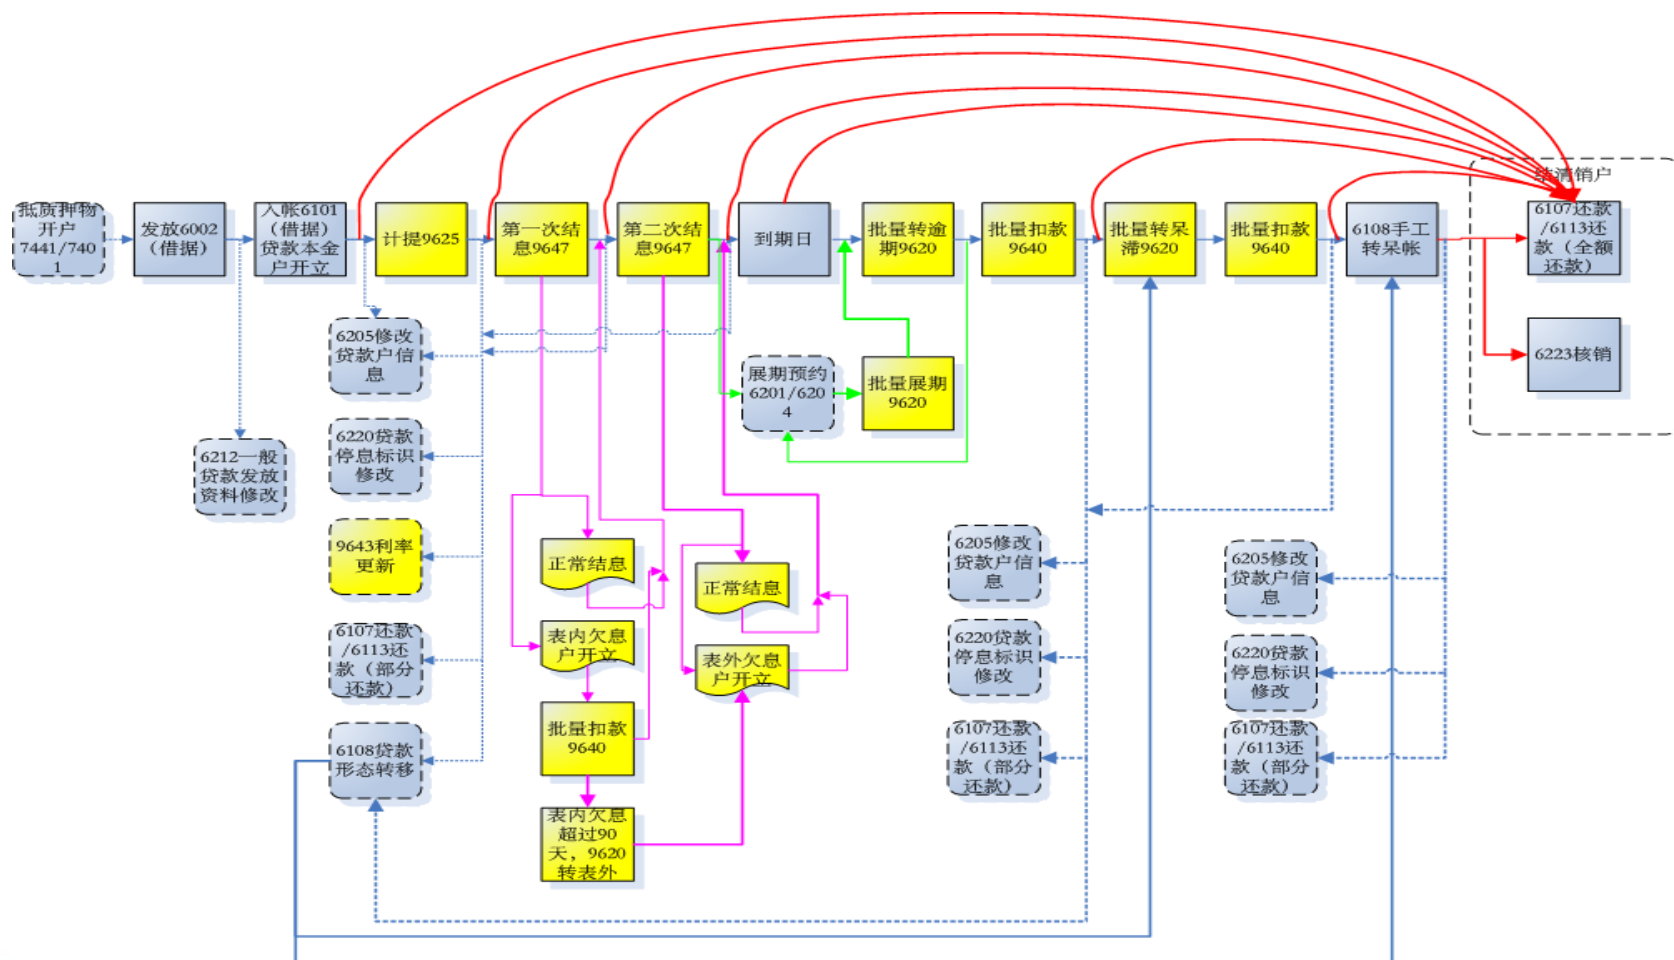 结清销户
抵质押物
开户
7441/740
1
发放6002
（借据）
入帐6101
（借据）
贷款本金
户开立
计提9625
第一次结
息9647
第二次结
息9647
到期日
批量转逾
期9620
批量扣款
9640
批量转呆
滞9620
批量扣款
9640
6108手工
转呆帐
6107还款
/6113还
款（全额
还款）
6205修改
贷款户信
息
展期预约
6201/620
4
批量展期
9620
6223核销
6220贷款
停息标识
修改
6212一般
贷款发放
资料修改
9643利率
更新
正常结息
正常结息
6205修改
贷款户信
息
6205修改
贷款户信
息
6107还款
/6113还
款（部分
还款）
表内欠息
户开立
表外欠息
户开立
6220贷款
停息标识
修改
6220贷款
停息标识
修改
6108贷款
形态转移
批量扣款
9640
6107还款
/6113还
款（部分
还款）
6107还款
/6113还
款（部分
还款）
表内欠息
超过90
天，9620
转表外